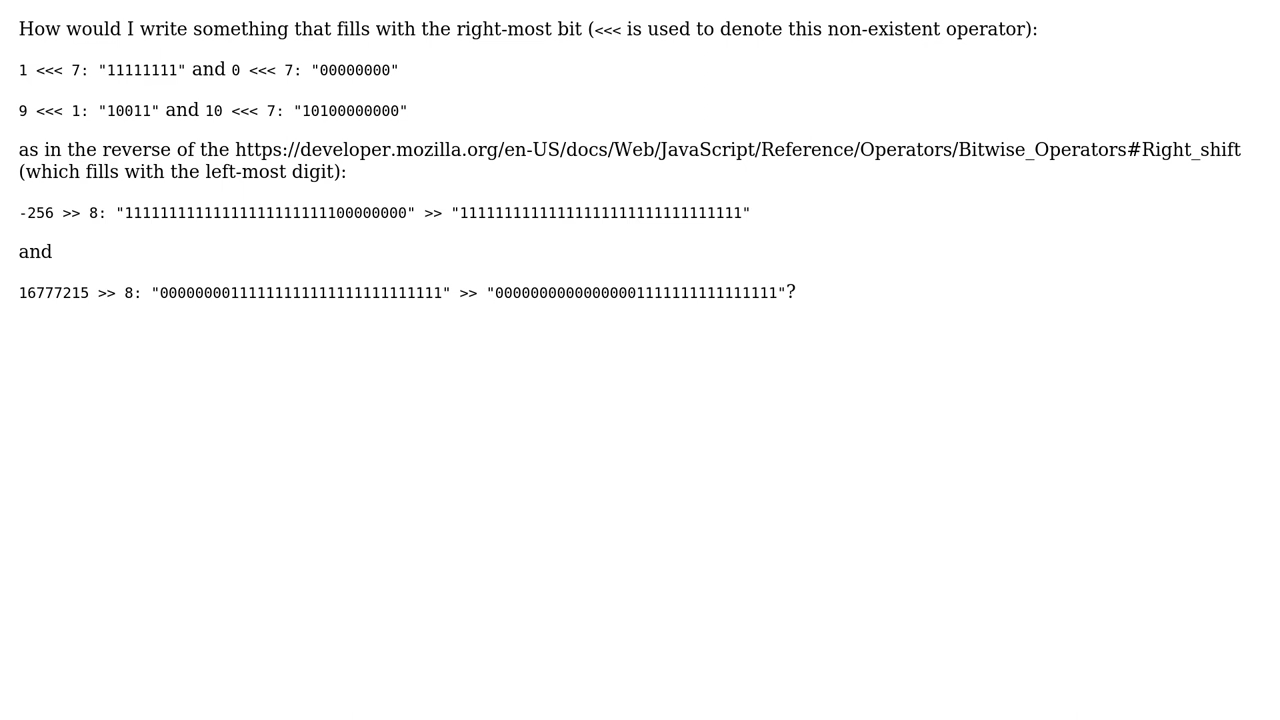 How would I write something that fills with the right-most bit (<<< is used to denote this non-existent operator):
1 <<< 7: "11111111" and 0 <<< 7: "00000000"
9 <<< 1: "10011" and 10 <<< 7: "10100000000"
as in the reverse of the https://developer.mozilla.org/en-US/docs/Web/JavaScript/Reference/Operators/Bitwise_Operators#Right_shift
(which fills with the left-most digit):
-256 >> 8: "11111111111111111111111100000000" >> "11111111111111111111111111111111"
and
16777215 >> 8: "00000000111111111111111111111111" >> "00000000000000001111111111111111"?